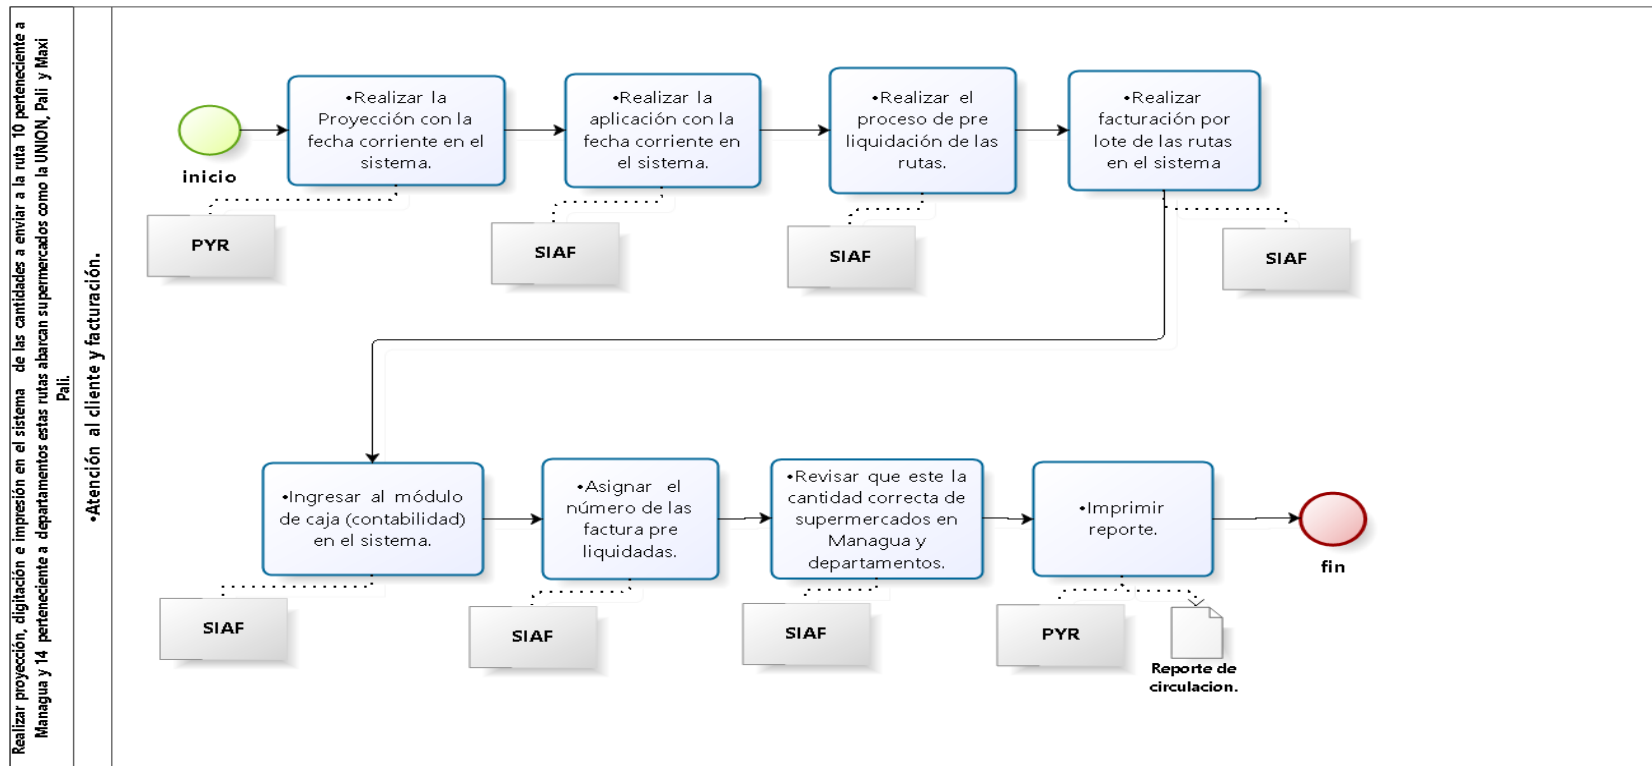 Realizar proyección, digitación e impresión en el sistema de las cantidades a enviar a la ruta 10 perteneciente a
Managua y 14 perteneciente a departamentos estas rutas abarcan supermercados como la UNION, Pali y Maxi
Pali.
•Atención al cliente y facturación.
inicio
•Realizar la
Proyección con la
fecha corriente en el
sistema.
PYR
•Realizar la
aplicación con la
fecha corriente en
el sistema.
SIAF
•Realizar el
proceso de pre
liquidación de las
rutas.
SIAF
•Realizar
facturación por
lote de las rutas
en el sistema
SIAF
•Ingresar al módulo
de caja (contabilidad)
en el sistema.
SIAF
•Asignar el
número de las
factura pre
liquidadas.
SIAF
•Revisar que este la
cantidad correcta de
supermercados en
Managua y
departamentos.
SIAF
•Imprimir
reporte.
PYR
Reporte de
circulacion.
fin